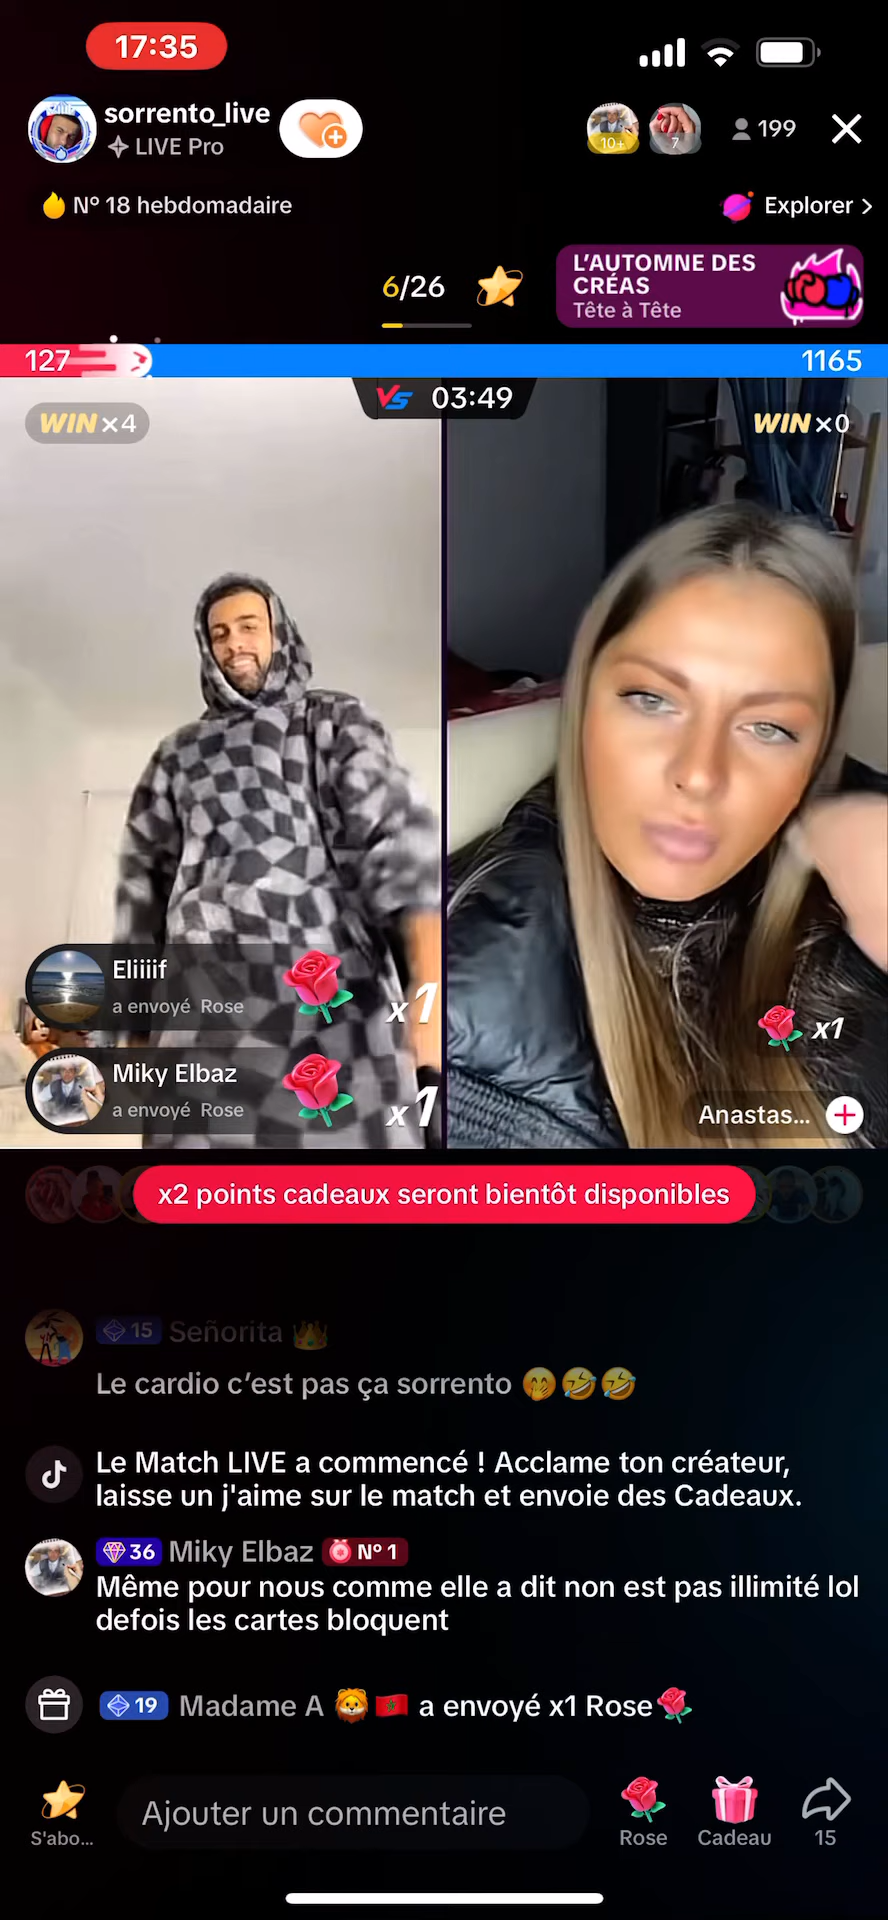 17:35
sorrento_live
LIVE Pro
10+
7
199
N° 18 hebdomadaire
Explorer >
6/26
L'AUTOMNE DES
CRÉAS
Tête à Tête
127
1165
VS 03:49
WIN x4
WIN x0
Eliiiif
a envoyé Rose
x1
Miky Elbaz
a envoyé Rose
x1
x1
Anastas...
x2 points cadeaux seront bientôt disponibles
15 Señorita 👑
Le cardio c'est pas ça sorrento 🤭🤣🤣
Le Match LIVE a commencé ! Acclame ton créateur,
laisse un j'aime sur le match et envoie des Cadeaux.
36 Miky Elbaz N° 1
Même pour nous comme elle a dit non est pas illimité lol
defois les cartes bloquent
19 Madame A 🦁🇲🇦 a envoyé x1 Rose🌹
S'abo...
Ajouter un commentaire
Rose
Cadeau
15